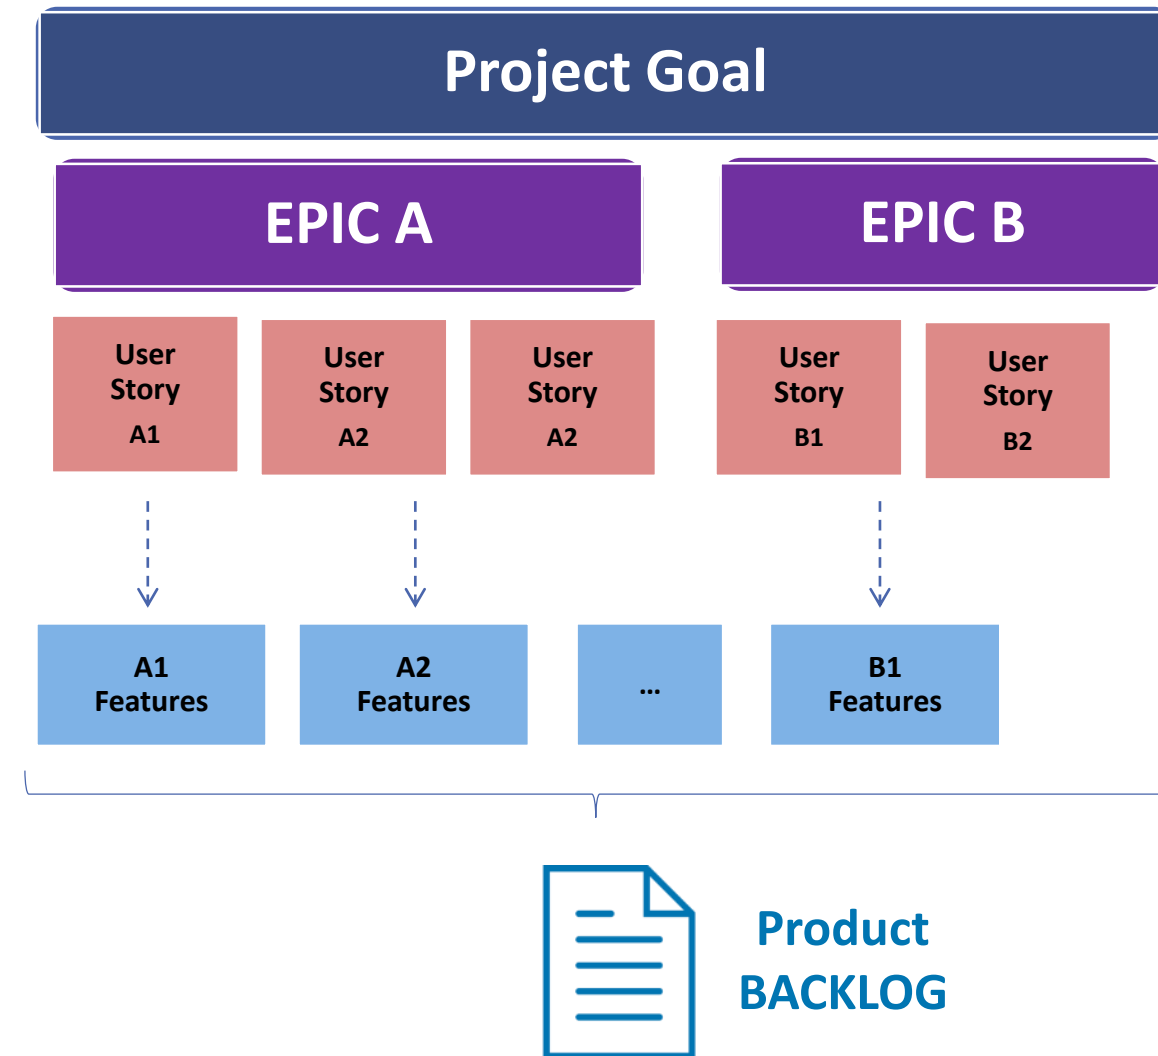 Project Goal
EPIC A
EPIC B
User
Story
A1
User
Story
A2
User
Story
A2
User
Story
B1
User
Story
B2
A1
Features
A2
Features
...
B1
Features
Product
BACKLOG